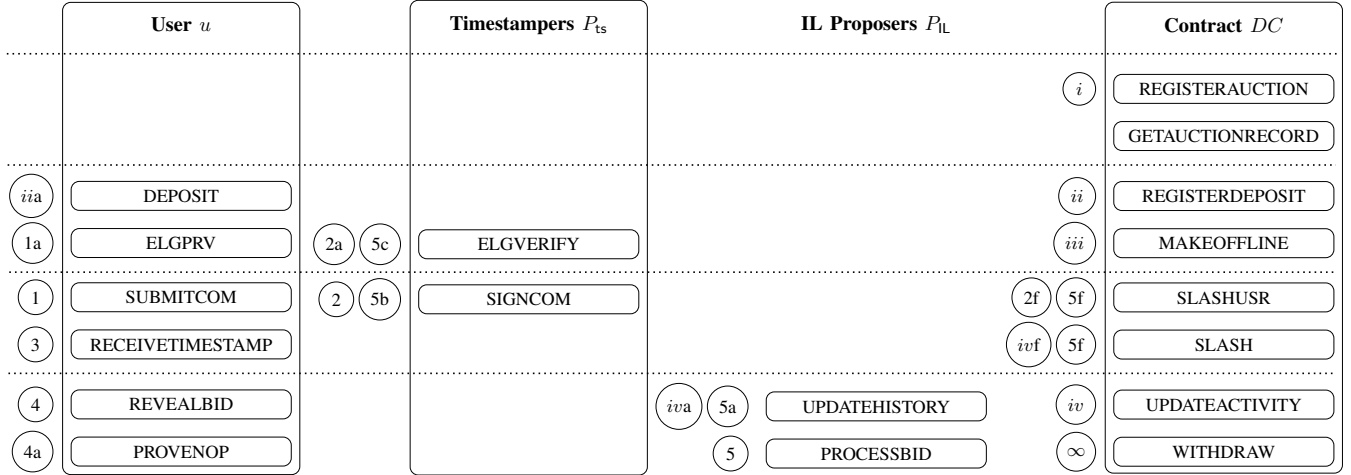 User u Timestampers P_ts IL Proposers P_IL Contract DC
i REGISTERAUCTION
GETAUCTIONRECORD
iia DEPOSIT ii REGISTERDEPOSIT
1a ELGPRV 2a 5c ELGVERIFY iii MAKEOFFLINE
1 SUBMITCOM 2 5b SIGNCOM 2f 5f SLASHUSR
3 RECEIVETIMESTAMP ivf 5f SLASH
4 REVEALBID iva 5a UPDATEHISTORY iv UPDATEACTIVITY
4a PROVENOP 5 PROCESSBID ∞ WITHDRAW